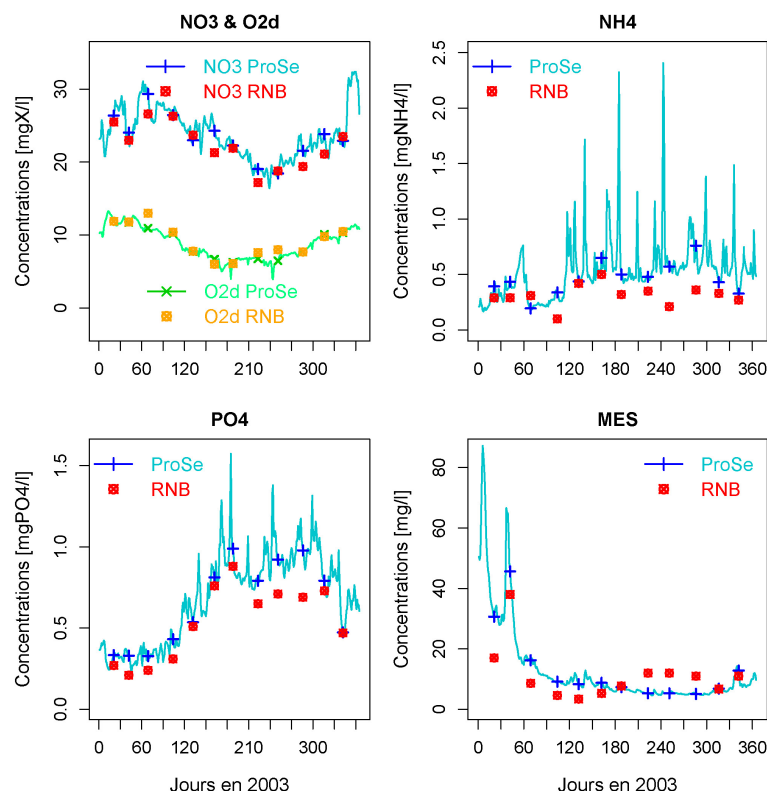 NO3 & O2d
Concentrations [mgX/l]
30
20
10
0
NO3 ProSe
NO3 RNB
O2d ProSe
O2d RNB
0 60 120 210 300
NH4
Concentrations [mgNH4/l]
2.5
2.0
1.5
1.0
0.5
0.0
ProSe
RNB
0 60 120 180 240 300 360
PO4
Concentrations [mgPO4/l]
1.5
1.0
0.5
0.0
ProSe
RNB
0 60 120 210 300
Jours en 2003
MES
Concentrations [mg/l]
80
60
40
20
0
ProSe
RNB
0 60 120 180 240 300 360
Jours en 2003